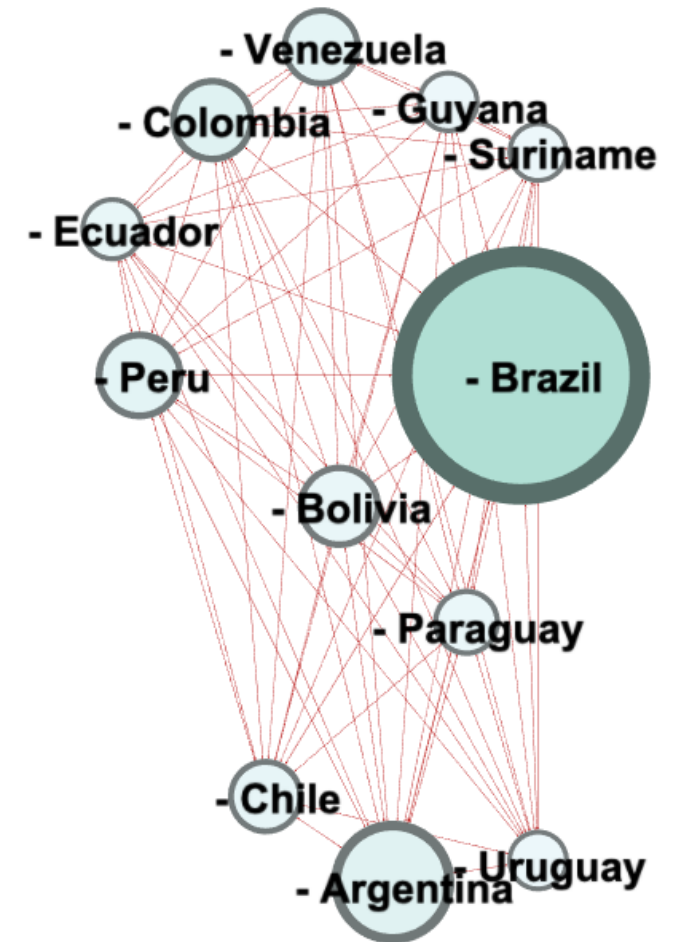 - Venezuela
- Guyana
- Colombia
- Suriname
- Ecuador
- Peru
- Brazil
- Bolivia
- Paraguay
- Chile
- Uruguay
- Argentina